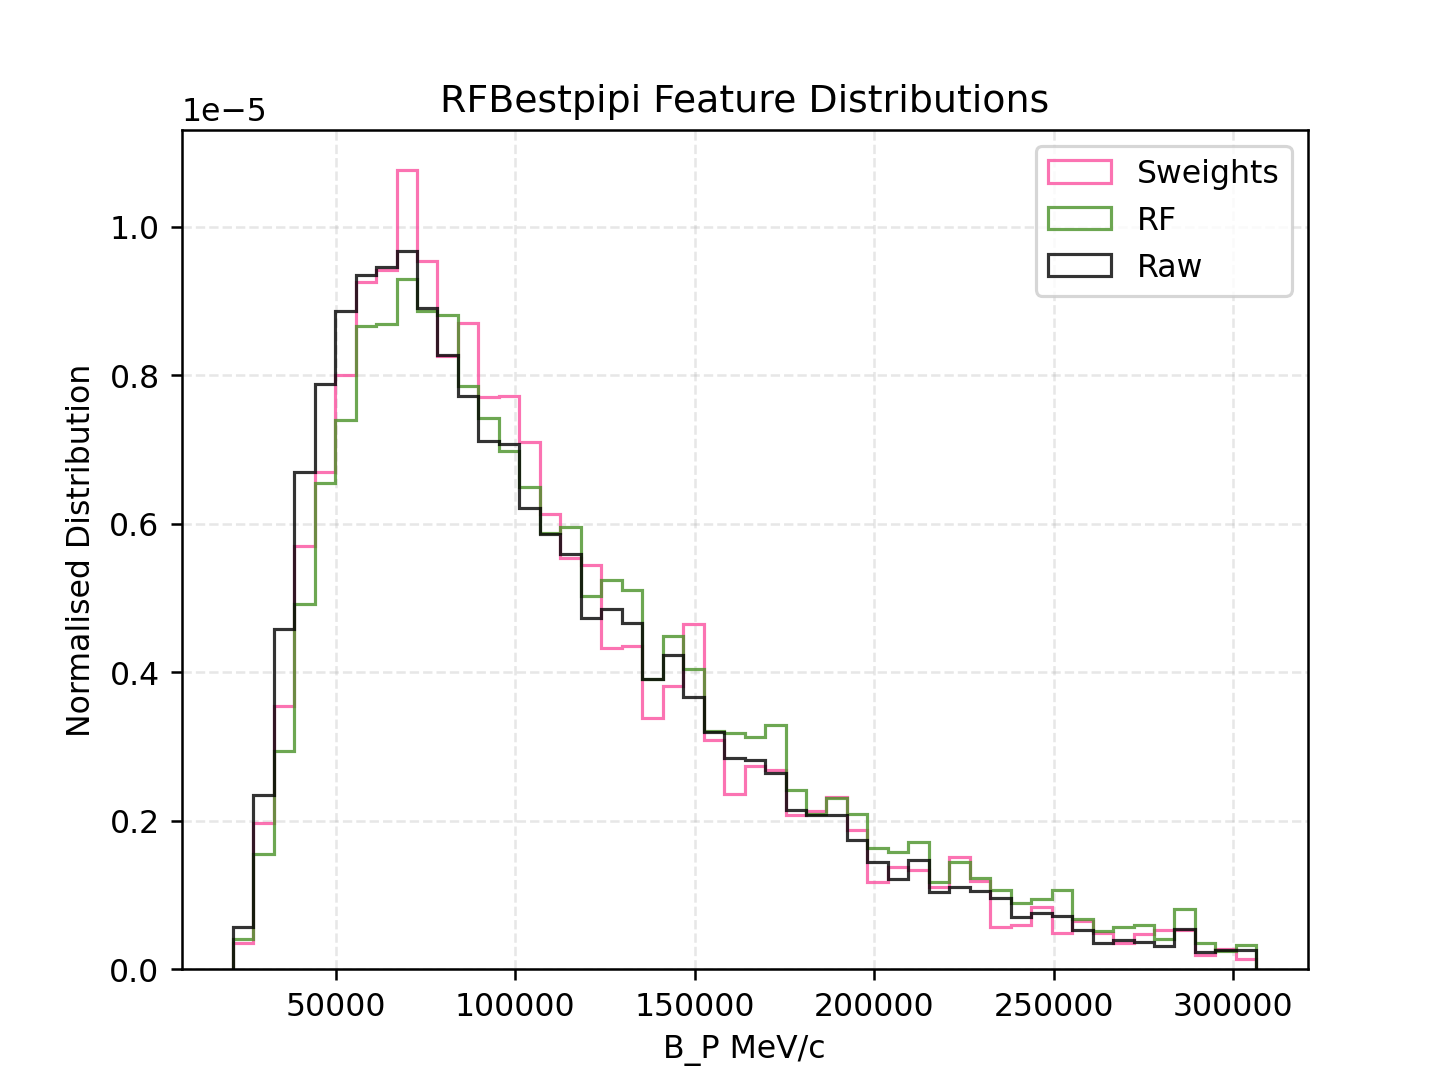 RFBestpipi Feature Distributions
1e−5
Sweights
RF
Raw
1.0
0.8
0.6
0.4
0.2
0.0
Normalised Distribution
50000 100000 150000 200000 250000 300000
B_P MeV/c